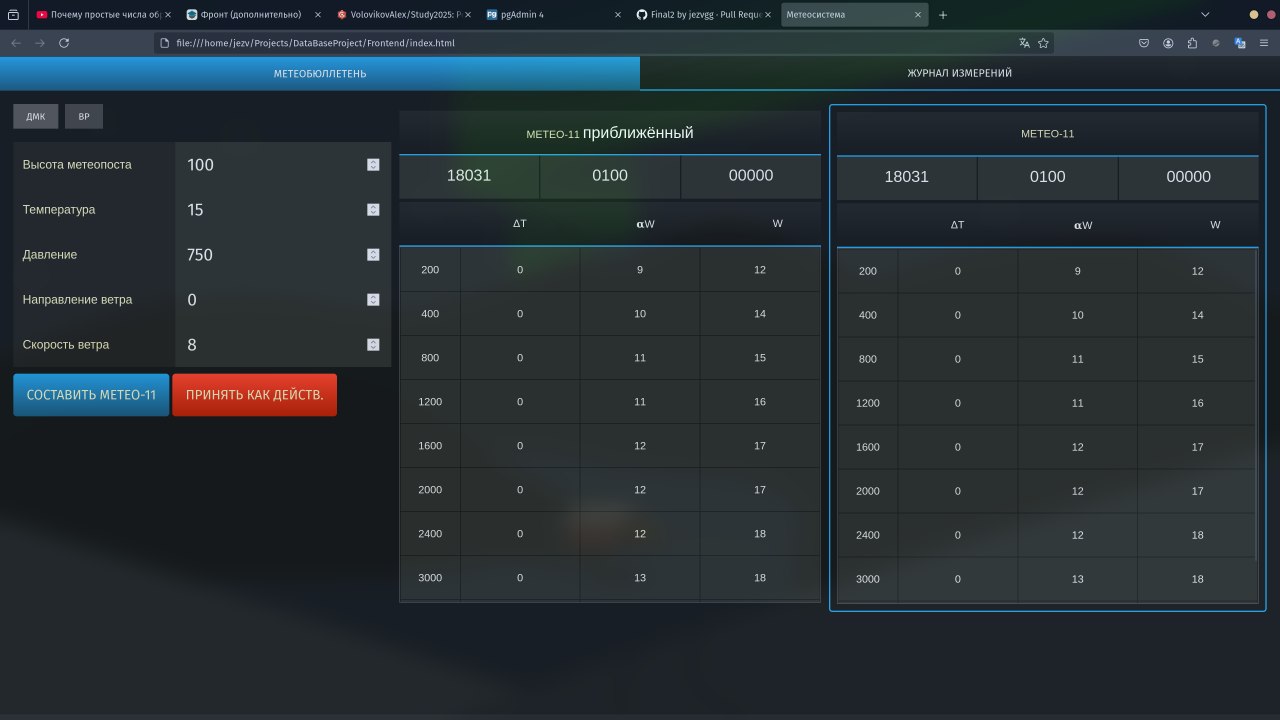 Почему простые числа об
Фронт (дополнительно)
VolovikovAlex/Study2025: P
pgAdmin 4
Final2 by jezvgg · Pull Reque
Метеосистема
file:///home/jezv/Projects/DataBaseProject/Frontend/index.html
МЕТЕОБЮЛЛЕТЕНЬ
ЖУРНАЛ ИЗМЕРЕНИЙ
ДМК ВР
Высота метеопоста 100
Температура 15
Давление 750
Направление ветра 0
Скорость ветра 8
СОСТАВИТЬ МЕТЕО-11 ПРИНЯТЬ КАК ДЕЙСТВ.
МЕТЕО-11 приближённый
18031 0100 00000
ΔT αW W
200 0 9 12
400 0 10 14
800 0 11 15
1200 0 11 16
1600 0 12 17
2000 0 12 17
2400 0 12 18
3000 0 13 18
МЕТЕО-11
18031 0100 00000
ΔT αW W
200 0 9 12
400 0 10 14
800 0 11 15
1200 0 11 16
1600 0 12 17
2000 0 12 17
2400 0 12 18
3000 0 13 18